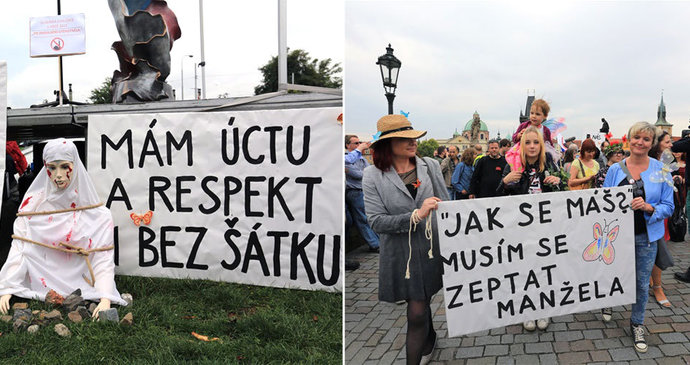 MÁM ÚCTU
A RESPEKT
I BEZ ŠÁTKU
"JAK SE MÁŠ?"
MUSÍM SE
ZEPTAT
MANŽELA